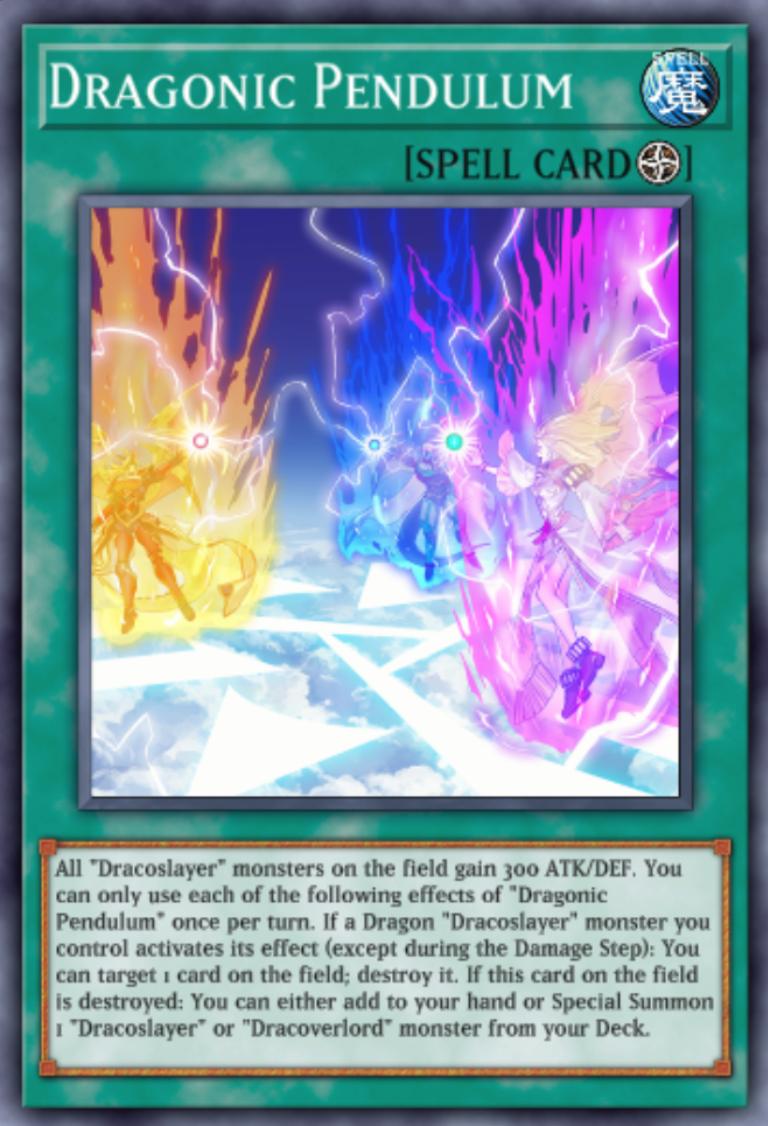 DRAGONIC PENDULUM
SPELL
魔
[SPELL CARD]
All "Dracoslayer" monsters on the field gain 300 ATK/DEF. You
can only use each of the following effects of "Dragonic
Pendulum" once per turn. If a Dragon "Dracoslayer" monster you
control activates its effect (except during the Damage Step): You
can target 1 card on the field; destroy it. If this card on the field
is destroyed: You can either add to your hand or Special Summon
1 "Dracoslayer" or "Dracoverlord" monster from your Deck.